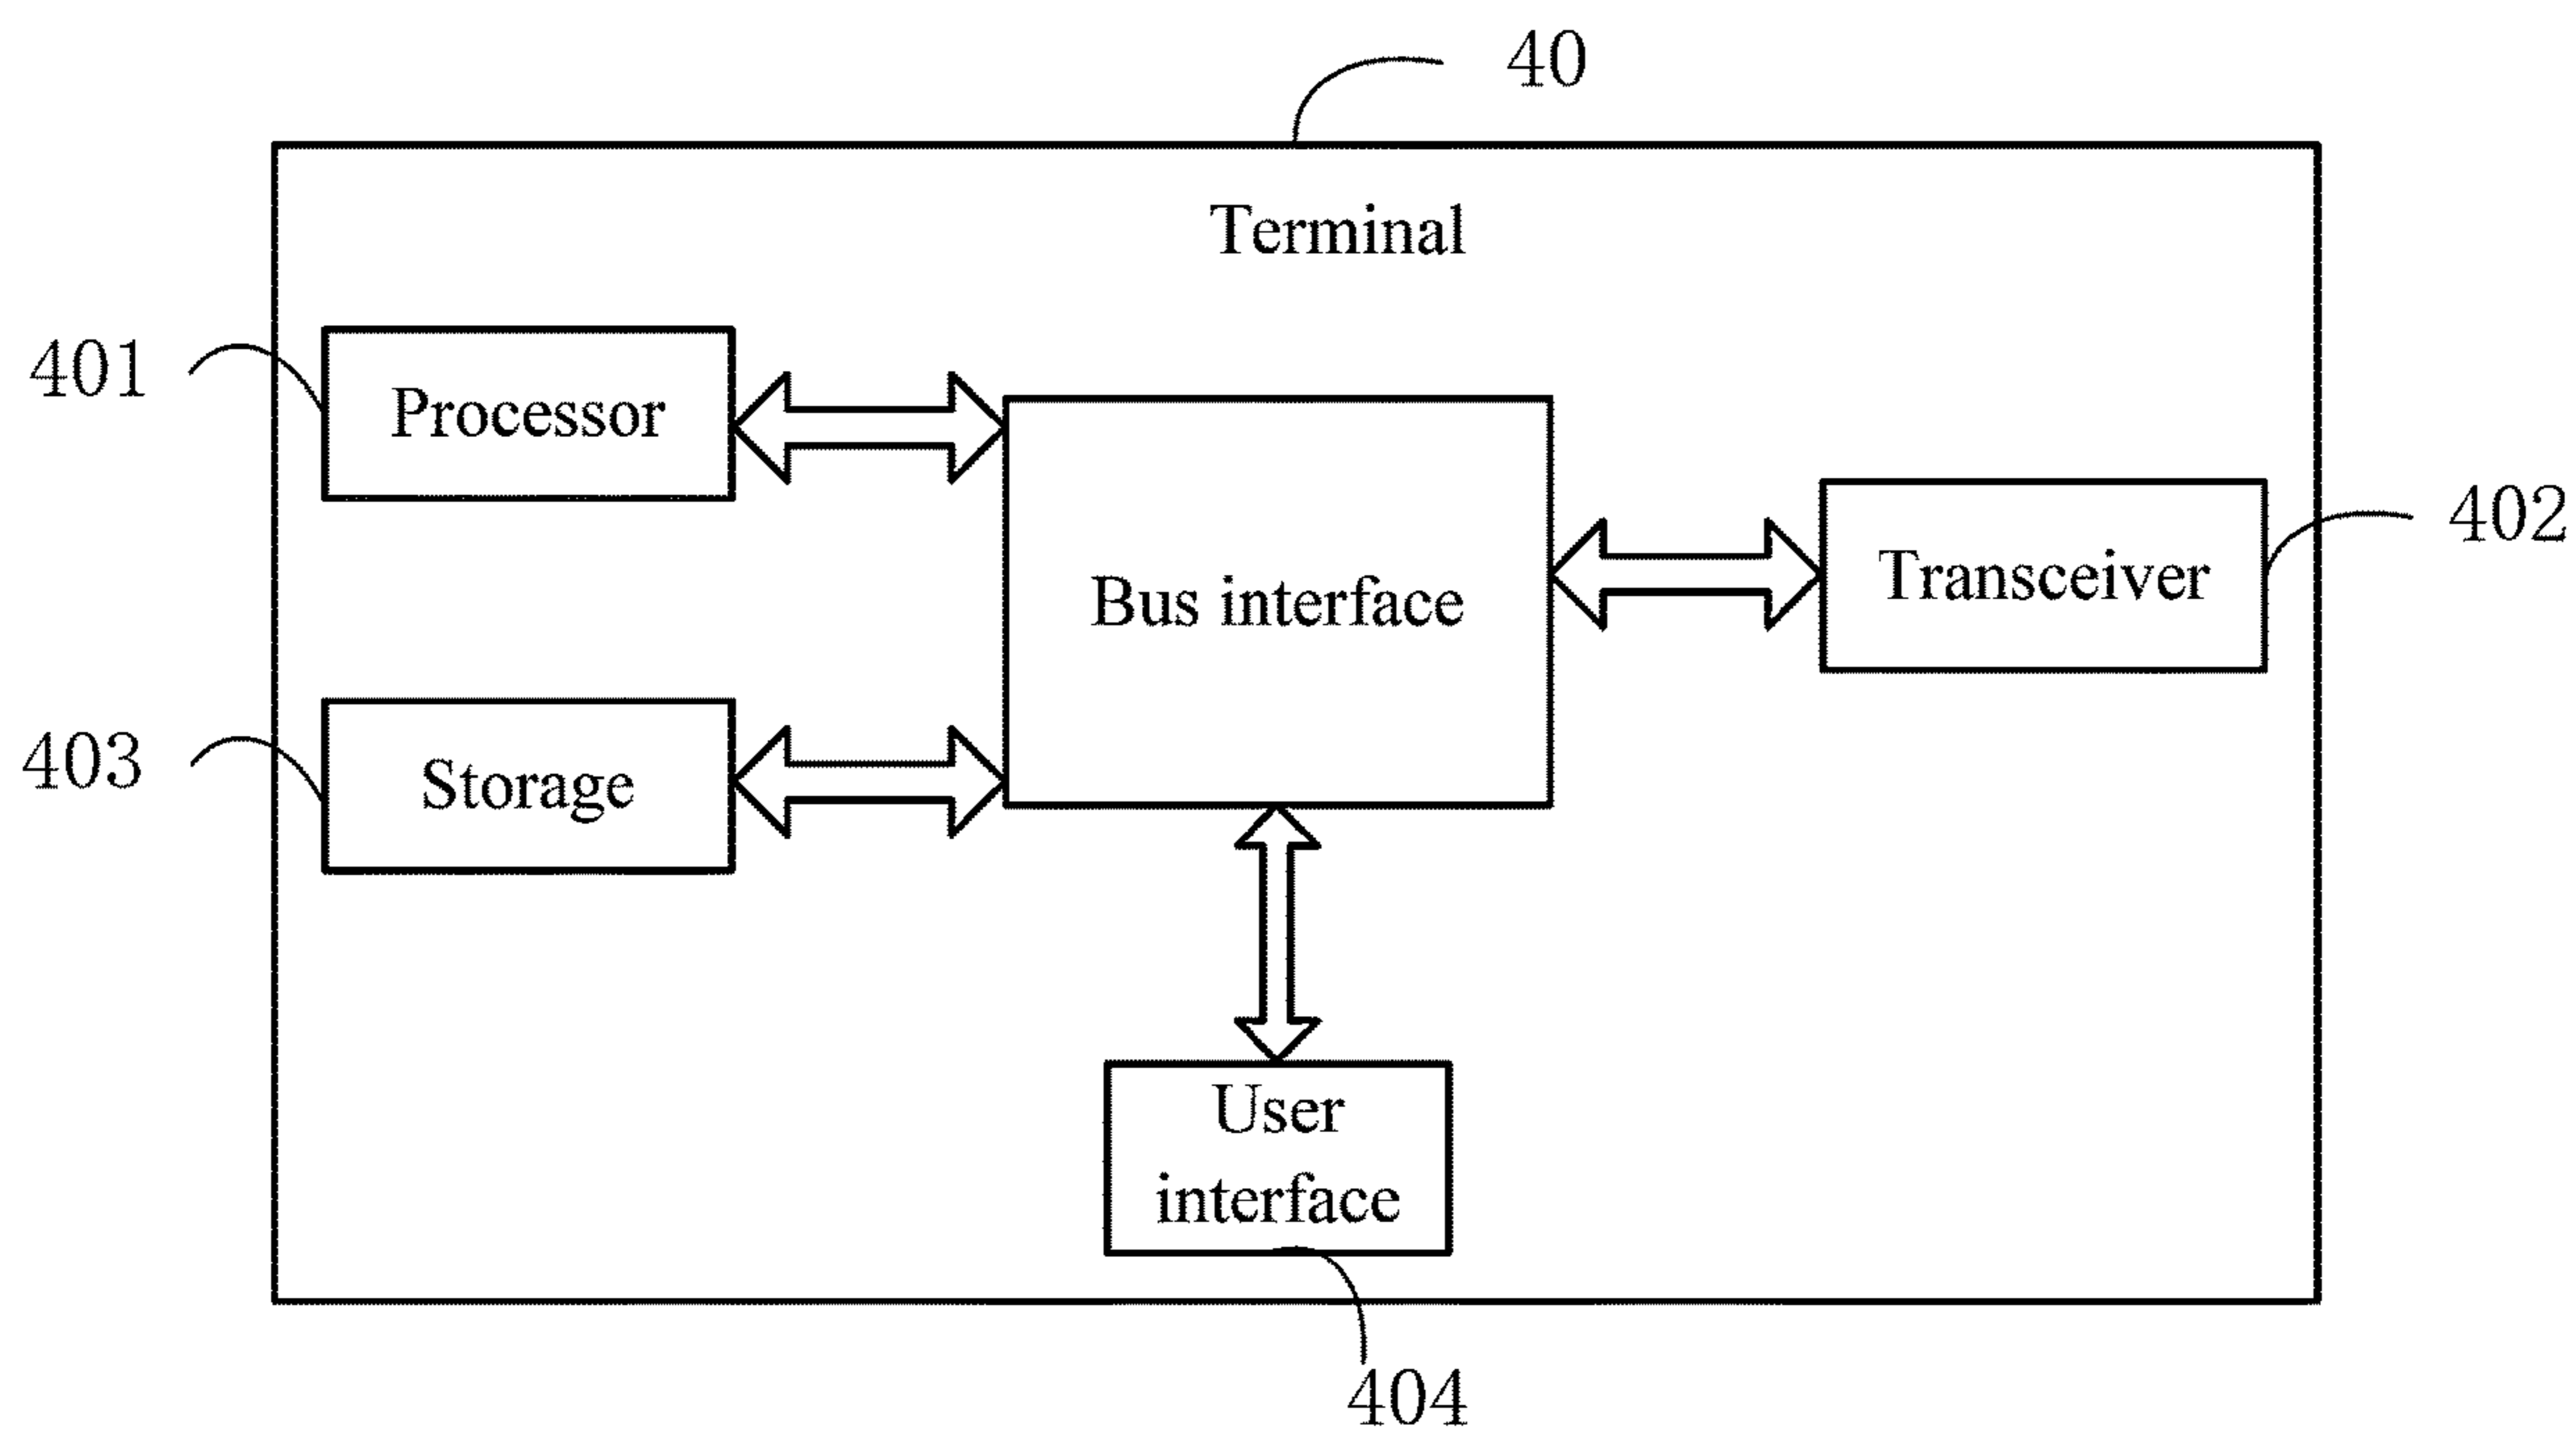 40
Terminal
401
Processor
402
Transceiver
Bus interface
403
Storage
User
interface
404